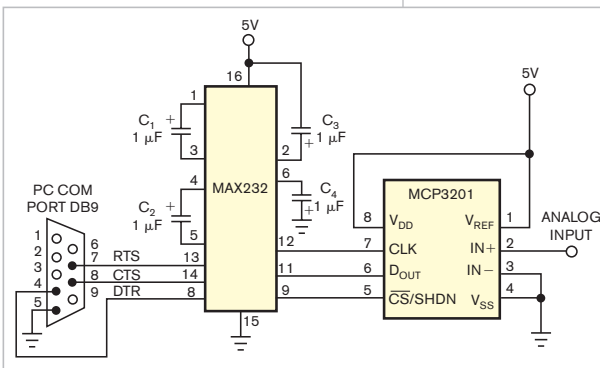 5V
16
1
C1 +
1 µF
3
C3
+ 1 µF
2
4
MAX232
6
C2 +
1 µF
5
C4
+ 1 µF
PC COM
PORT DB9
1
2
3
4
5
6
7
8
9
RTS
CTS
DTR
13
14
8
12
11
9
15
5V
MCP3201
8
VDD
VREF
1
ANALOG
INPUT
7
CLK
IN+
2
6
DOUT
IN−
3
5
C̅S̅/SHDN
VSS
4